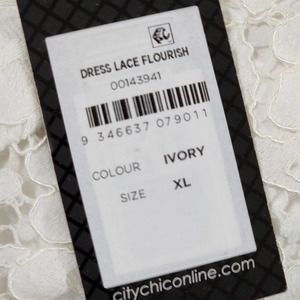 DRESS LACE FLOURISH
00143941
9 346637 079011
COLOUR IVORY
SIZE XL
citychiconline.com